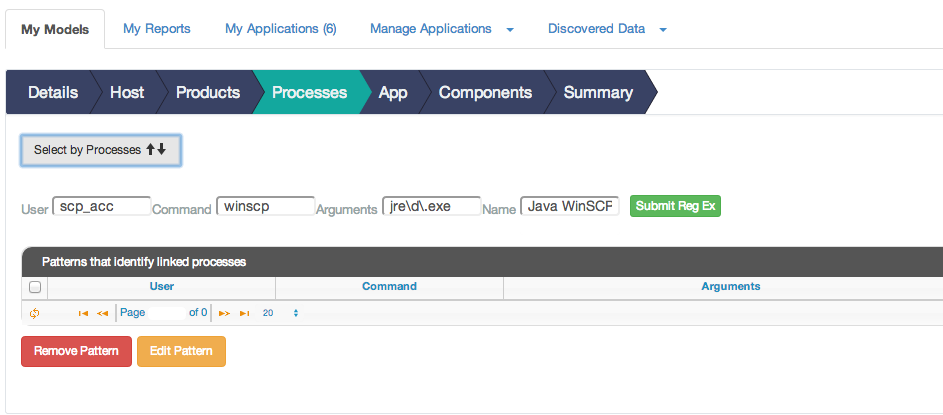 My Models My Reports My Applications (6) Manage Applications Discovered Data
Details Host Products Processes App Components Summary
Select by Processes
User scp_acc Command winscp Arguments jre\d\.exe Name Java WinSCP Submit Reg Ex
Patterns that identify linked processes
User Command Arguments
Page of 0 20
Remove Pattern Edit Pattern